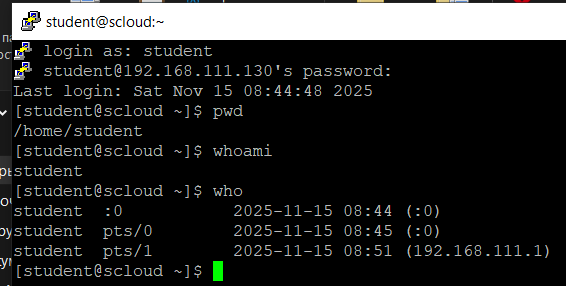 student@scloud:~
login as: student
student@192.168.111.130's password:
Last login: Sat Nov 15 08:44:48 2025
[student@scloud ~]$ pwd
/home/student
[student@scloud ~]$ whoami
student
[student@scloud ~]$ who
student  :0           2025-11-15 08:44 (:0)
student  pts/0        2025-11-15 08:45 (:0)
student  pts/1        2025-11-15 08:51 (192.168.111.1)
[student@scloud ~]$